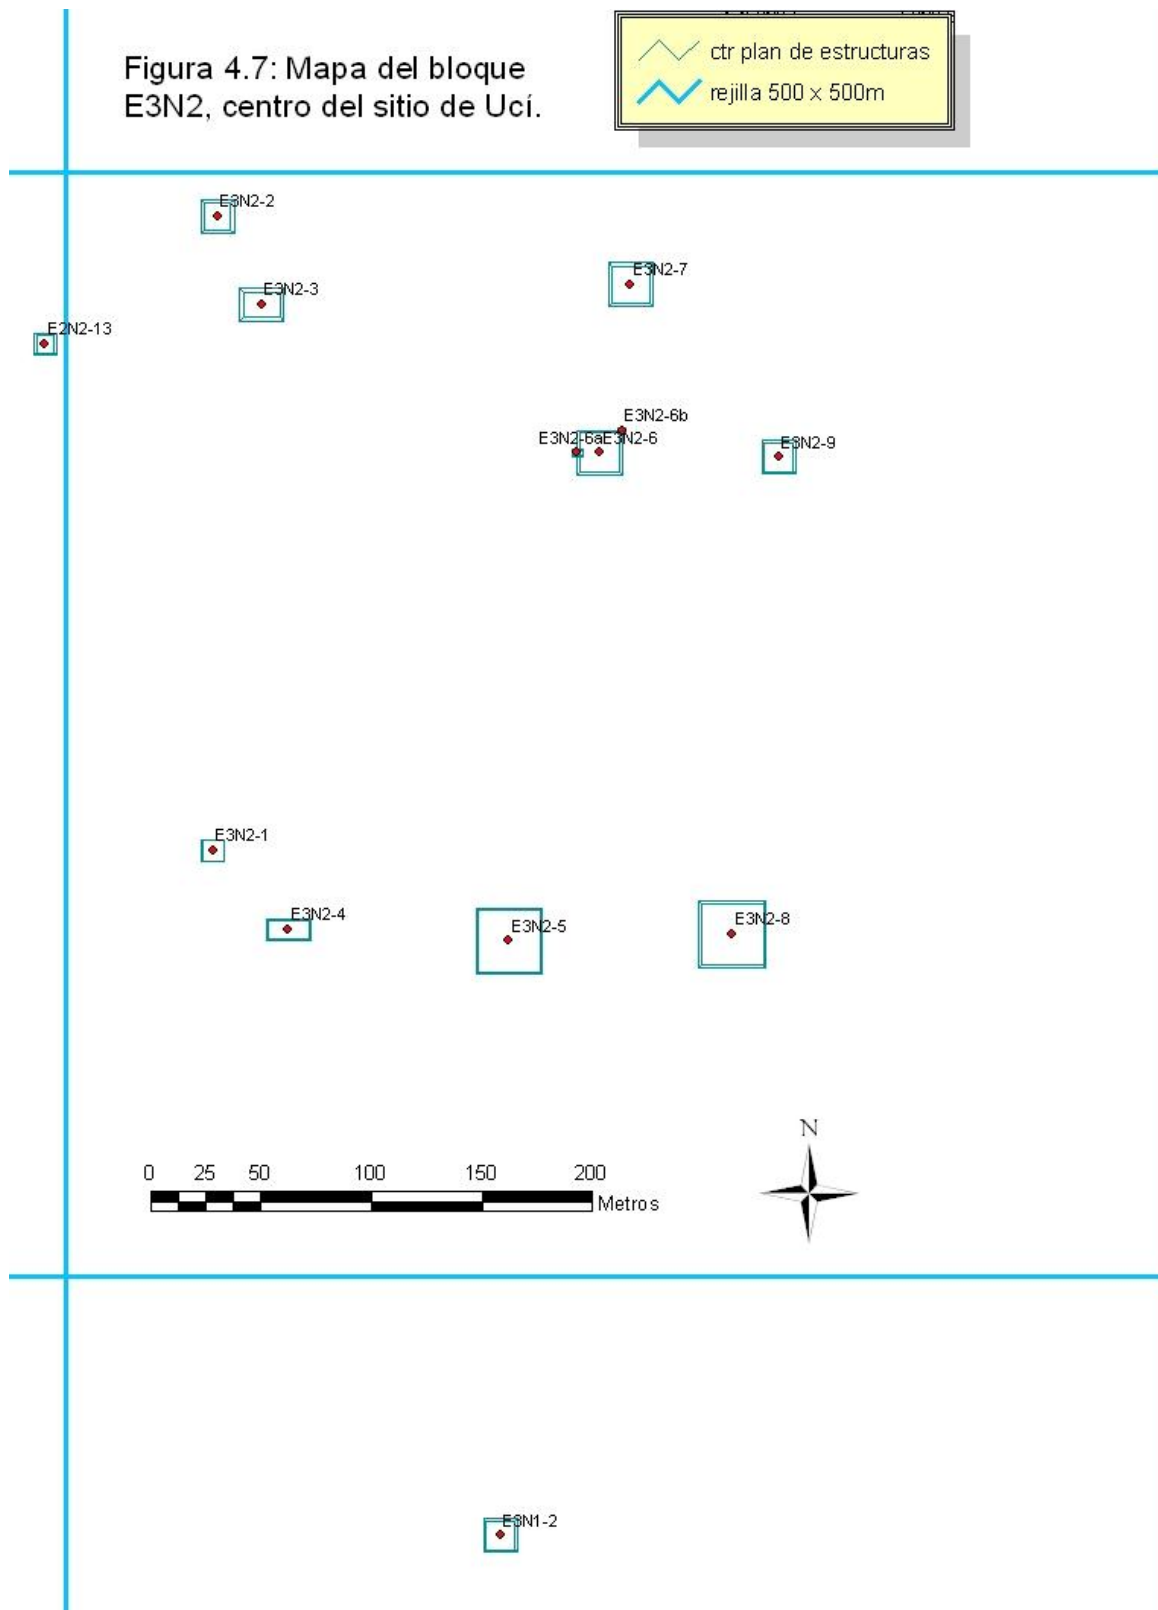 Figura 4.7: Mapa del bloque
E3N2, centro del sitio de Ucí.
ctr plan de estructuras
rejilla 500 x 500m
E3N2-2
E3N2-7
E3N2-3
E2N2-13
E3N2-6b
E3N2-6a
E3N2-6
E3N2-9
E3N2-1
E3N2-4
E3N2-5
E3N2-8
N
0 25 50 100 150 200
Metros
E3N1-2